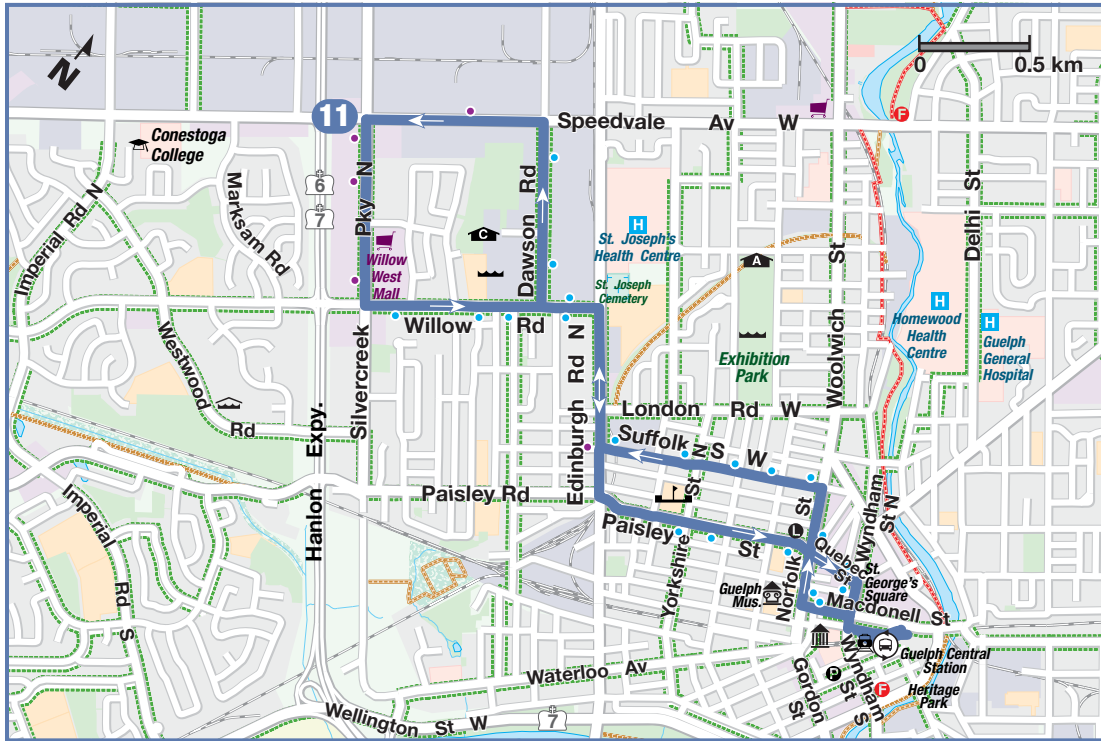 N
0 0.5 km
11
Speedvale Av W
Conestoga
College
F
6
7
Imperial Rd N
Marksam Rd
Pky N
Dawson Rd
C
H
St. Joseph's
Health Centre
St. Joseph
Cemetery
A
Delhi St
Willow
West
Mall
Woolwich St
H
Homewood
Health
Centre
H
Guelph
General
Hospital
Willow Rd
Exhibition
Park
Westwood Rd
Silvercreek
Edinburgh Rd N
London Rd W
Suffolk St W
N
Hanlon Expy.
Paisley Rd
Paisley St
Yorkshire St N
Imperial Rd S
Norfolk St
L
Quebec St
Wyndham St N
St.
George's
Square
Guelph
Mus.
Macdonell St
Guelph Central
Station
Waterloo Av
Gordon St
P
Wyndham St S
F
Heritage
Park
Wellington St W
7